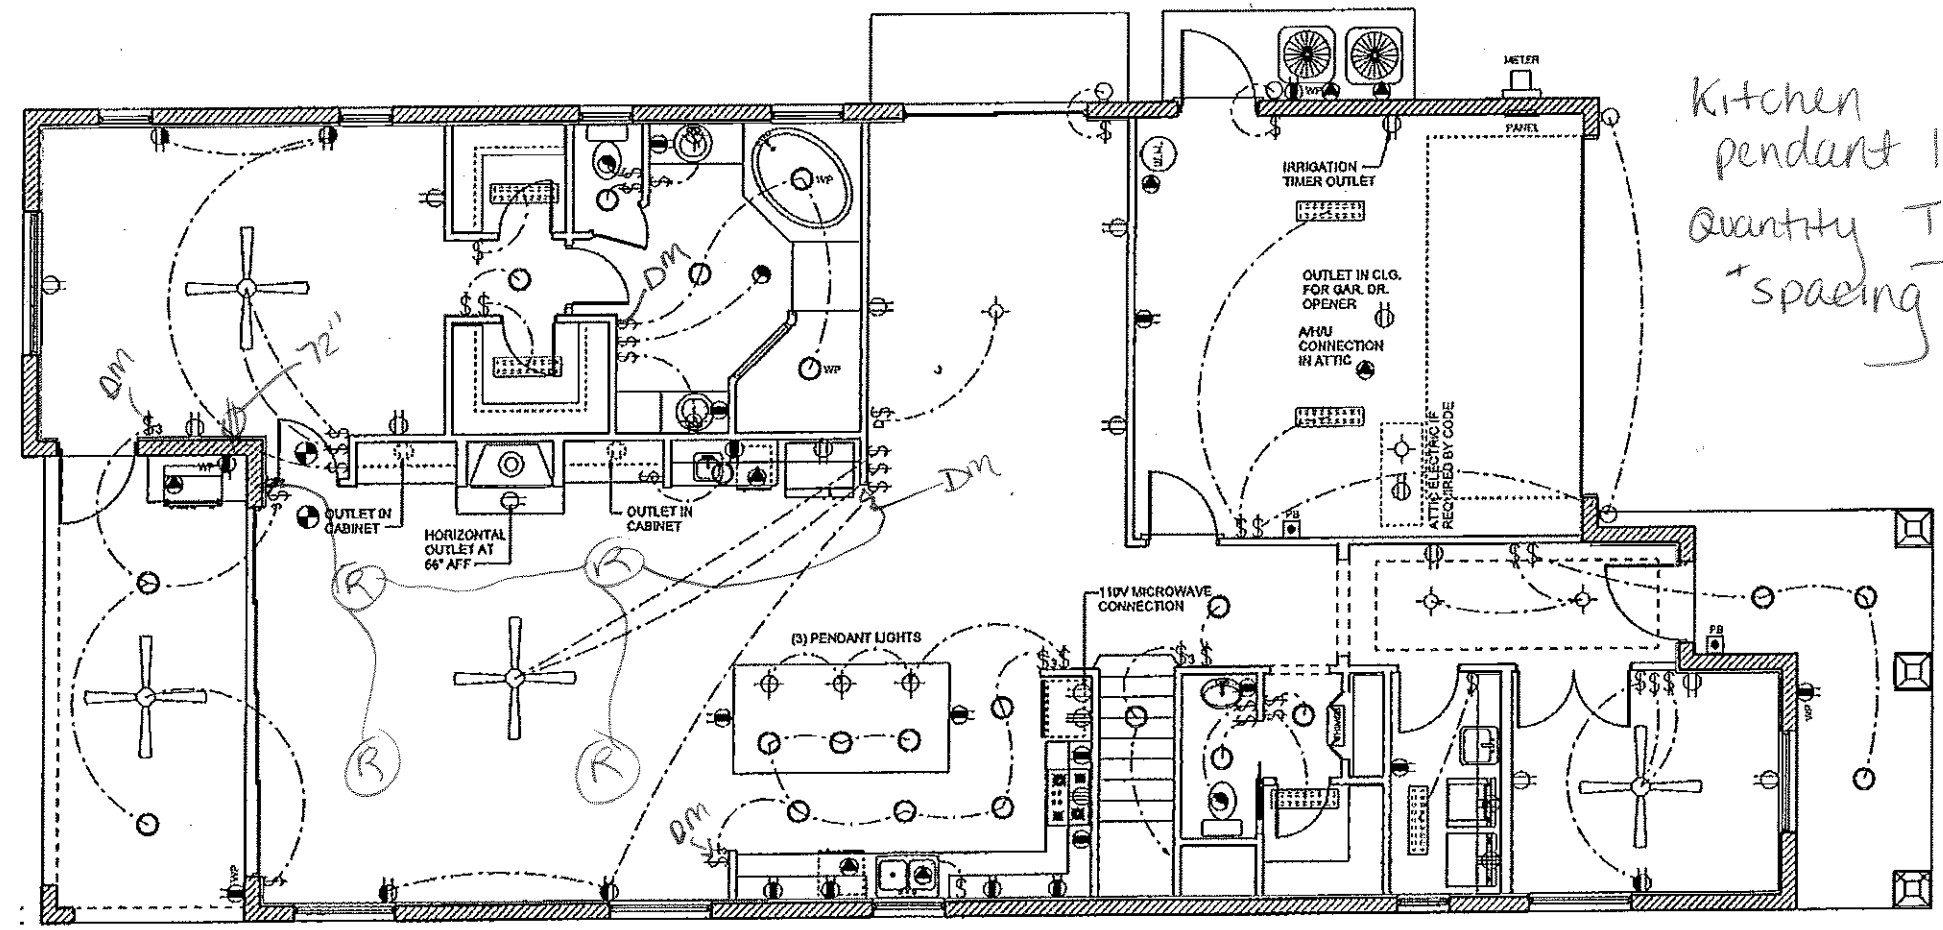 METER
PANEL
WP
Kitchen
pendant
Quantity
+ spacing
W.H.
IRRIGATION
TIMER OUTLET
WP
OUTLET IN CLG.
FOR GAR. DR.
OPENER
A/H/U
CONNECTION
IN ATTIC
ATTIC ELECTRIC IF
REQUIRED BY CODE
DM
72"
DM
WP
WP
OUTLET IN
CABINET
HORIZONTAL
OUTLET AT
66" AFF
OUTLET IN
CABINET
DM
PB
R
R
110V MICROWAVE
CONNECTION
(3) PENDANT LIGHTS
PB
R
R
DM
WP
WP